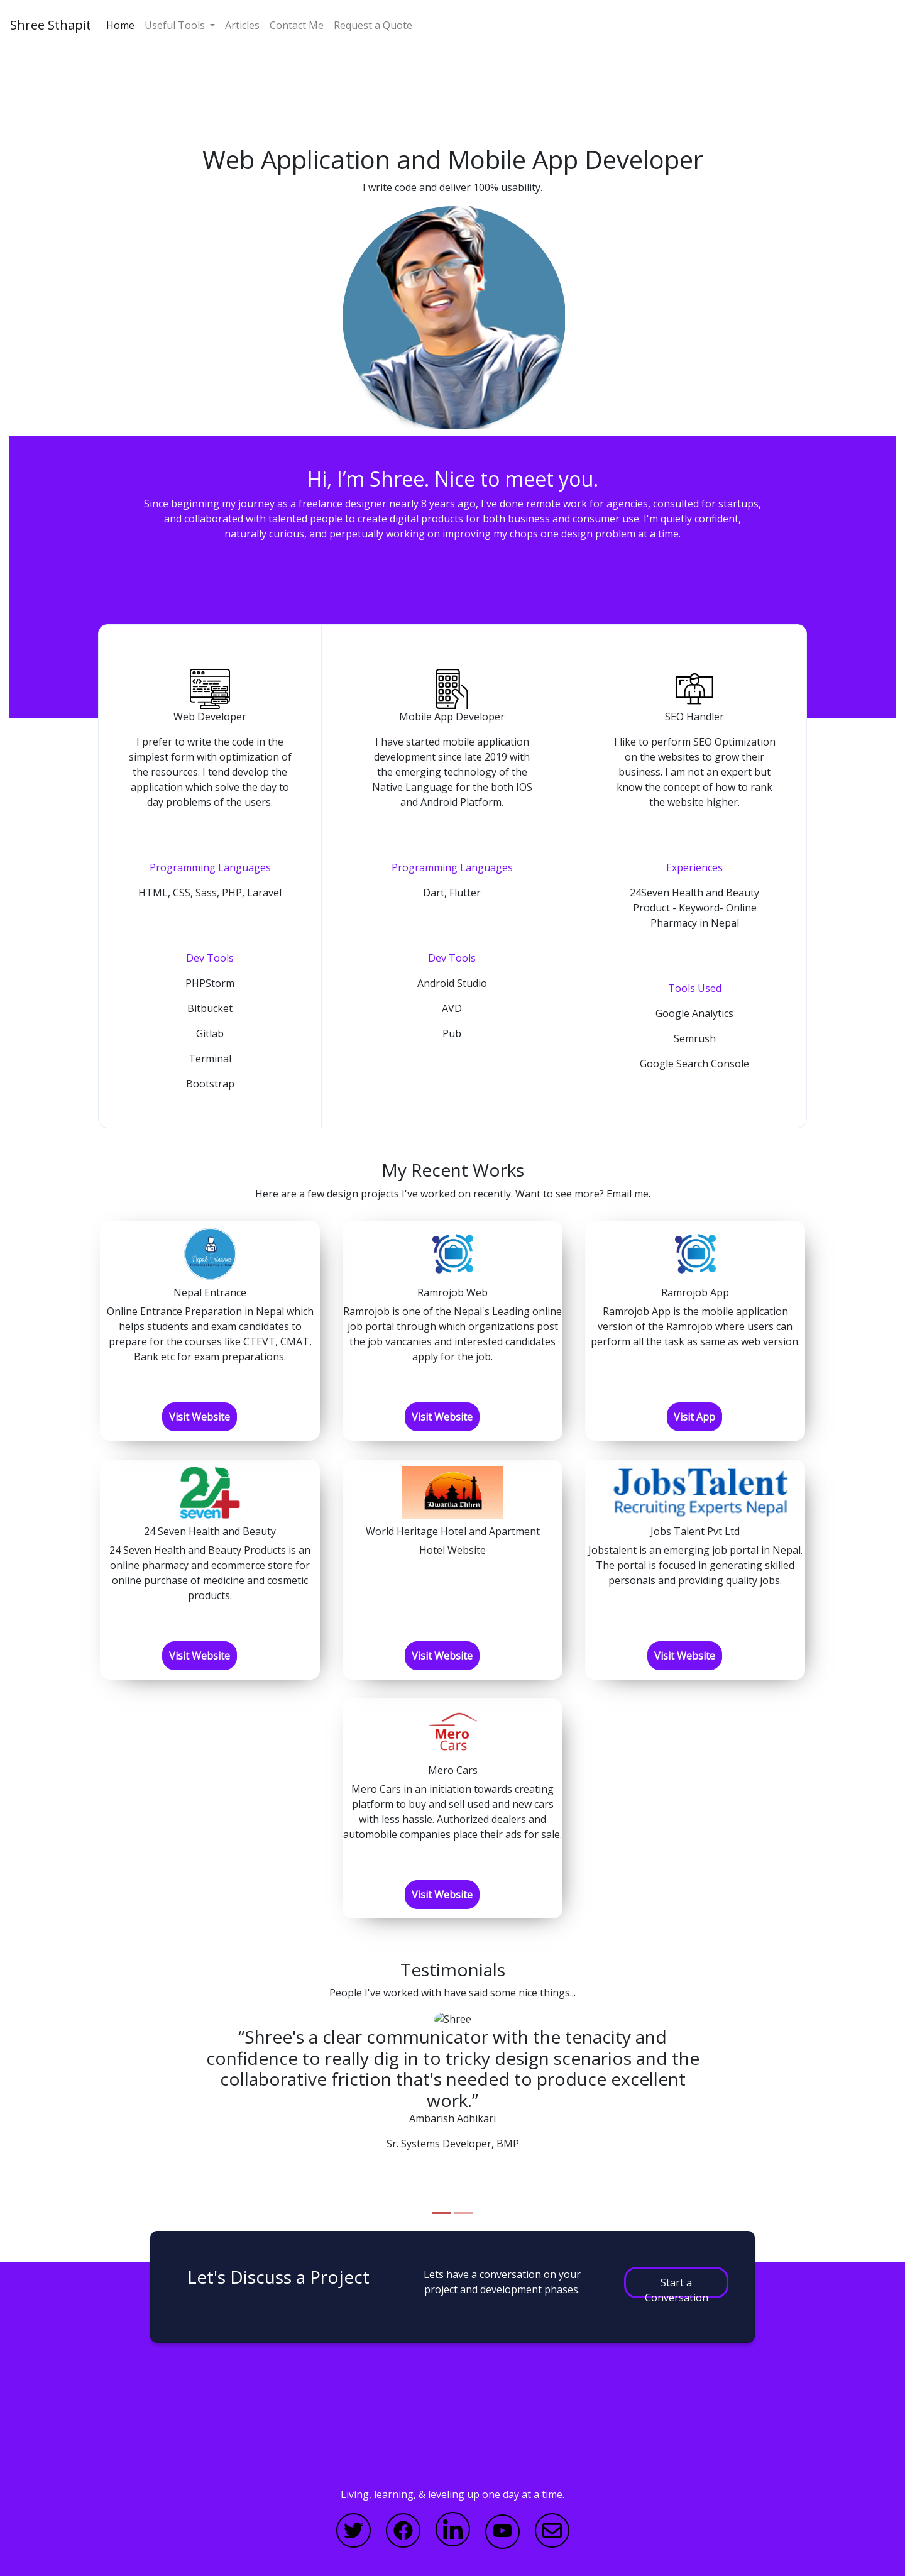 Shree Sthapit Home Useful Tools Articles Contact Me Request a Quote
Web Application and Mobile App Developer
I write code and deliver 100% usability.
Hi, I’m Shree. Nice to meet you.
Since beginning my journey as a freelance designer nearly 8 years ago, I've done remote work for agencies, consulted for startups,
and collaborated with talented people to create digital products for both business and consumer use. I'm quietly confident,
naturally curious, and perpetually working on improving my chops one design problem at a time.
Web Developer
I prefer to write the code in the
simplest form with optimization of
the resources. I tend develop the
application which solve the day to
day problems of the users.
Programming Languages
HTML, CSS, Sass, PHP, Laravel
Dev Tools
PHPStorm
Bitbucket
Gitlab
Terminal
Bootstrap
Mobile App Developer
I have started mobile application
development since late 2019 with
the emerging technology of the
Native Language for the both IOS
and Android Platform.
Programming Languages
Dart, Flutter
Dev Tools
Android Studio
AVD
Pub
SEO Handler
I like to perform SEO Optimization
on the websites to grow their
business. I am not an expert but
know the concept of how to rank
the website higher.
Experiences
24Seven Health and Beauty
Product - Keyword- Online
Pharmacy in Nepal
Tools Used
Google Analytics
Semrush
Google Search Console
My Recent Works
Here are a few design projects I've worked on recently. Want to see more? Email me.
Nepal Entrance
Nepal Entrance
Online Entrance Preparation in Nepal which
helps students and exam candidates to
prepare for the courses like CTEVT, CMAT,
Bank etc for exam preparations.
Visit Website
Ramrojob Web
Ramrojob is one of the Nepal's Leading online
job portal through which organizations post
the job vancanies and interested candidates
apply for the job.
Visit Website
Ramrojob App
Ramrojob App is the mobile application
version of the Ramrojob where users can
perform all the task as same as web version.
Visit App
24
seven
24 Seven Health and Beauty
24 Seven Health and Beauty Products is an
online pharmacy and ecommerce store for
online purchase of medicine and cosmetic
products.
Visit Website
Dwarika Chhen
World Heritage Hotel and Apartment
Hotel Website
Visit Website
JobsTalent
Recruiting Experts Nepal
Jobs Talent Pvt Ltd
Jobstalent is an emerging job portal in Nepal.
The portal is focused in generating skilled
personals and providing quality jobs.
Visit Website
Mero
Cars
Mero Cars
Mero Cars in an initiation towards creating
platform to buy and sell used and new cars
with less hassle. Authorized dealers and
automobile companies place their ads for sale.
Visit Website
Testimonials
People I've worked with have said some nice things...
Shree
“Shree's a clear communicator with the tenacity and
confidence to really dig in to tricky design scenarios and the
collaborative friction that's needed to produce excellent
work.”
Ambarish Adhikari
Sr. Systems Developer, BMP
Let's Discuss a Project
Lets have a conversation on your
project and development phases.
Start a
Conversation
Living, learning, & leveling up one day at a time.